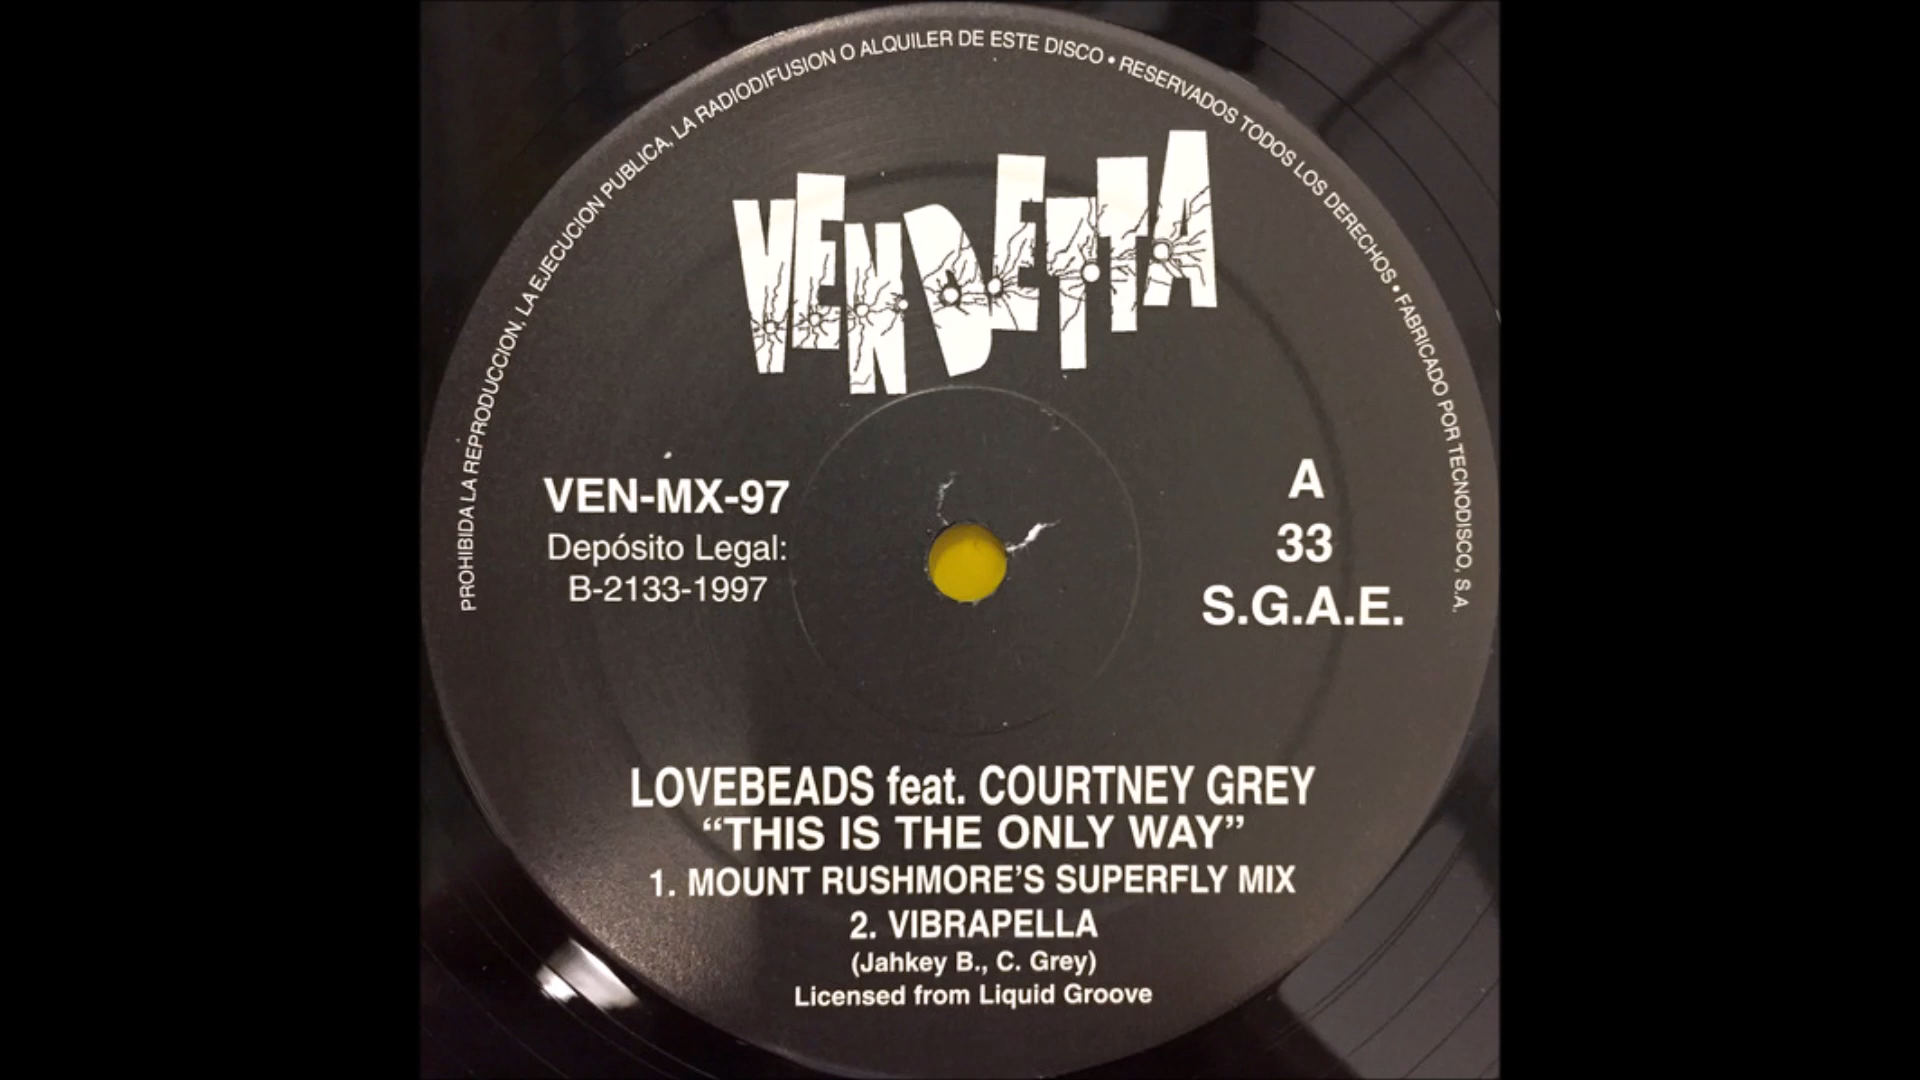 PROHIBIDA LA REPRODUCCION, LA EJECUCION PUBLICA, LA RADIODIFUSION O ALQUILER DE ESTE DISCO • RESERVADOS TODOS LOS DERECHOS • FABRICADO POR TECNODISCO, S.A.
VENDETTA
VEN-MX-97
Depósito Legal:
B-2133-1997
A
33
S.G.A.E.
LOVEBEADS feat. COURTNEY GREY
“THIS IS THE ONLY WAY”
1. MOUNT RUSHMORE’S SUPERFLY MIX
2. VIBRAPELLA
(Jahkey B., C. Grey)
Licensed from Liquid Groove